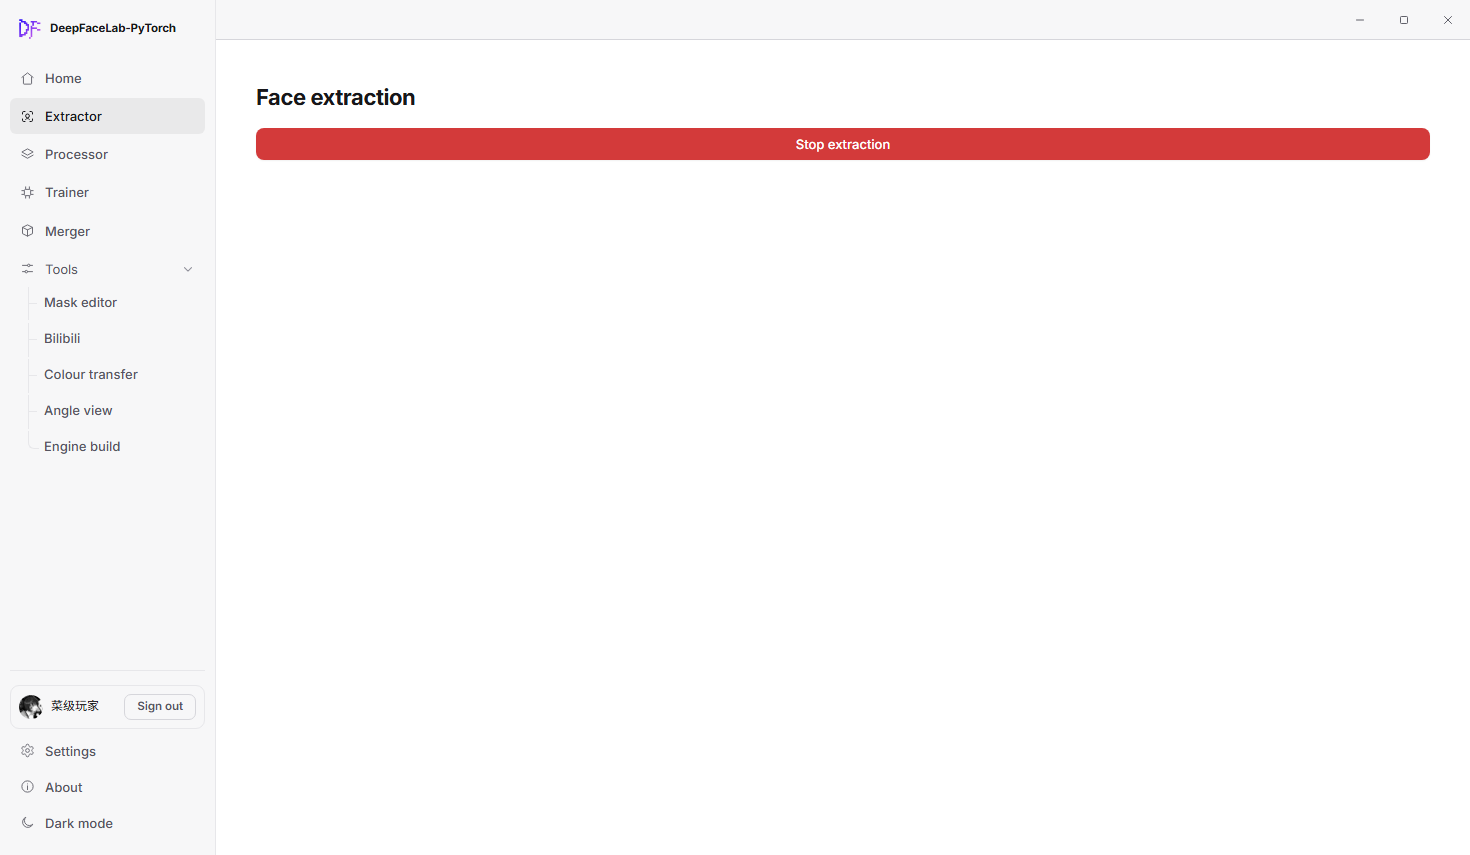 DeepFaceLab-PyTorch
Home
Extractor
Processor
Trainer
Merger
Tools
Mask editor
Bilibili
Colour transfer
Angle view
Engine build
菜级玩家
Sign out
Settings
About
Dark mode
Face extraction
Stop extraction